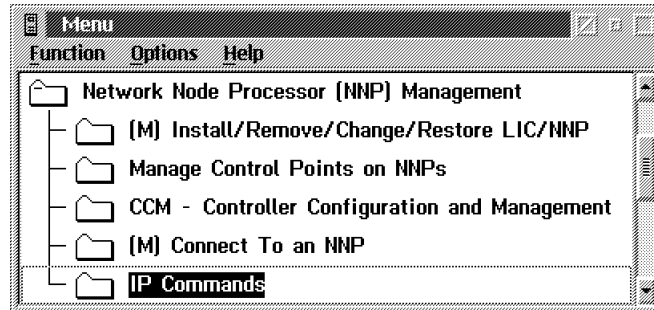 Menu
Function Options Help
Network Node Processor (NNP) Management
(M) Install/Remove/Change/Restore LIC/NNP
Manage Control Points on NNPs
CCM - Controller Configuration and Management
(M) Connect To an NNP
IP Commands